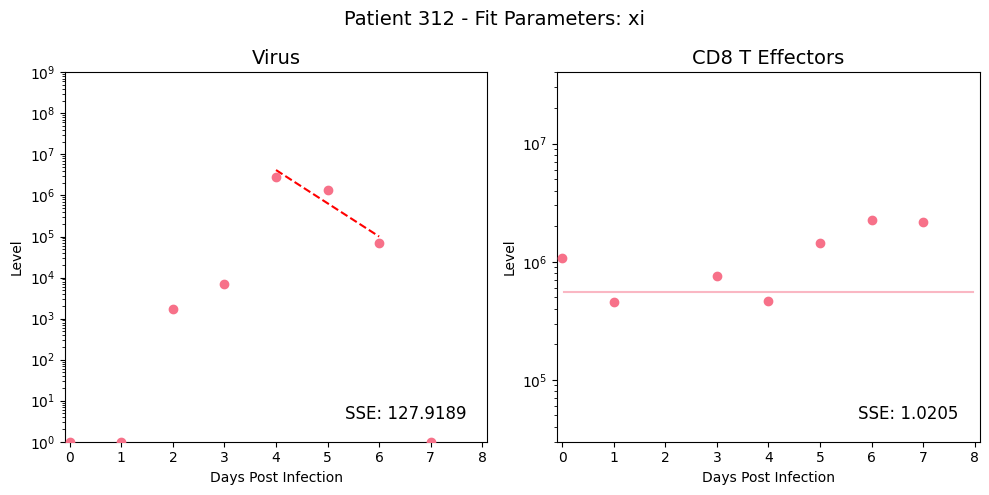 Patient 312 - Fit Parameters: xi
Virus
Level
10⁹
10⁸
10⁷
10⁶
10⁵
10⁴
10³
10²
10¹
10⁰
SSE: 127.9189
0 1 2 3 4 5 6 7 8
Days Post Infection
CD8 T Effectors
Level
10⁷
10⁶
10⁵
SSE: 1.0205
0 1 2 3 4 5 6 7 8
Days Post Infection